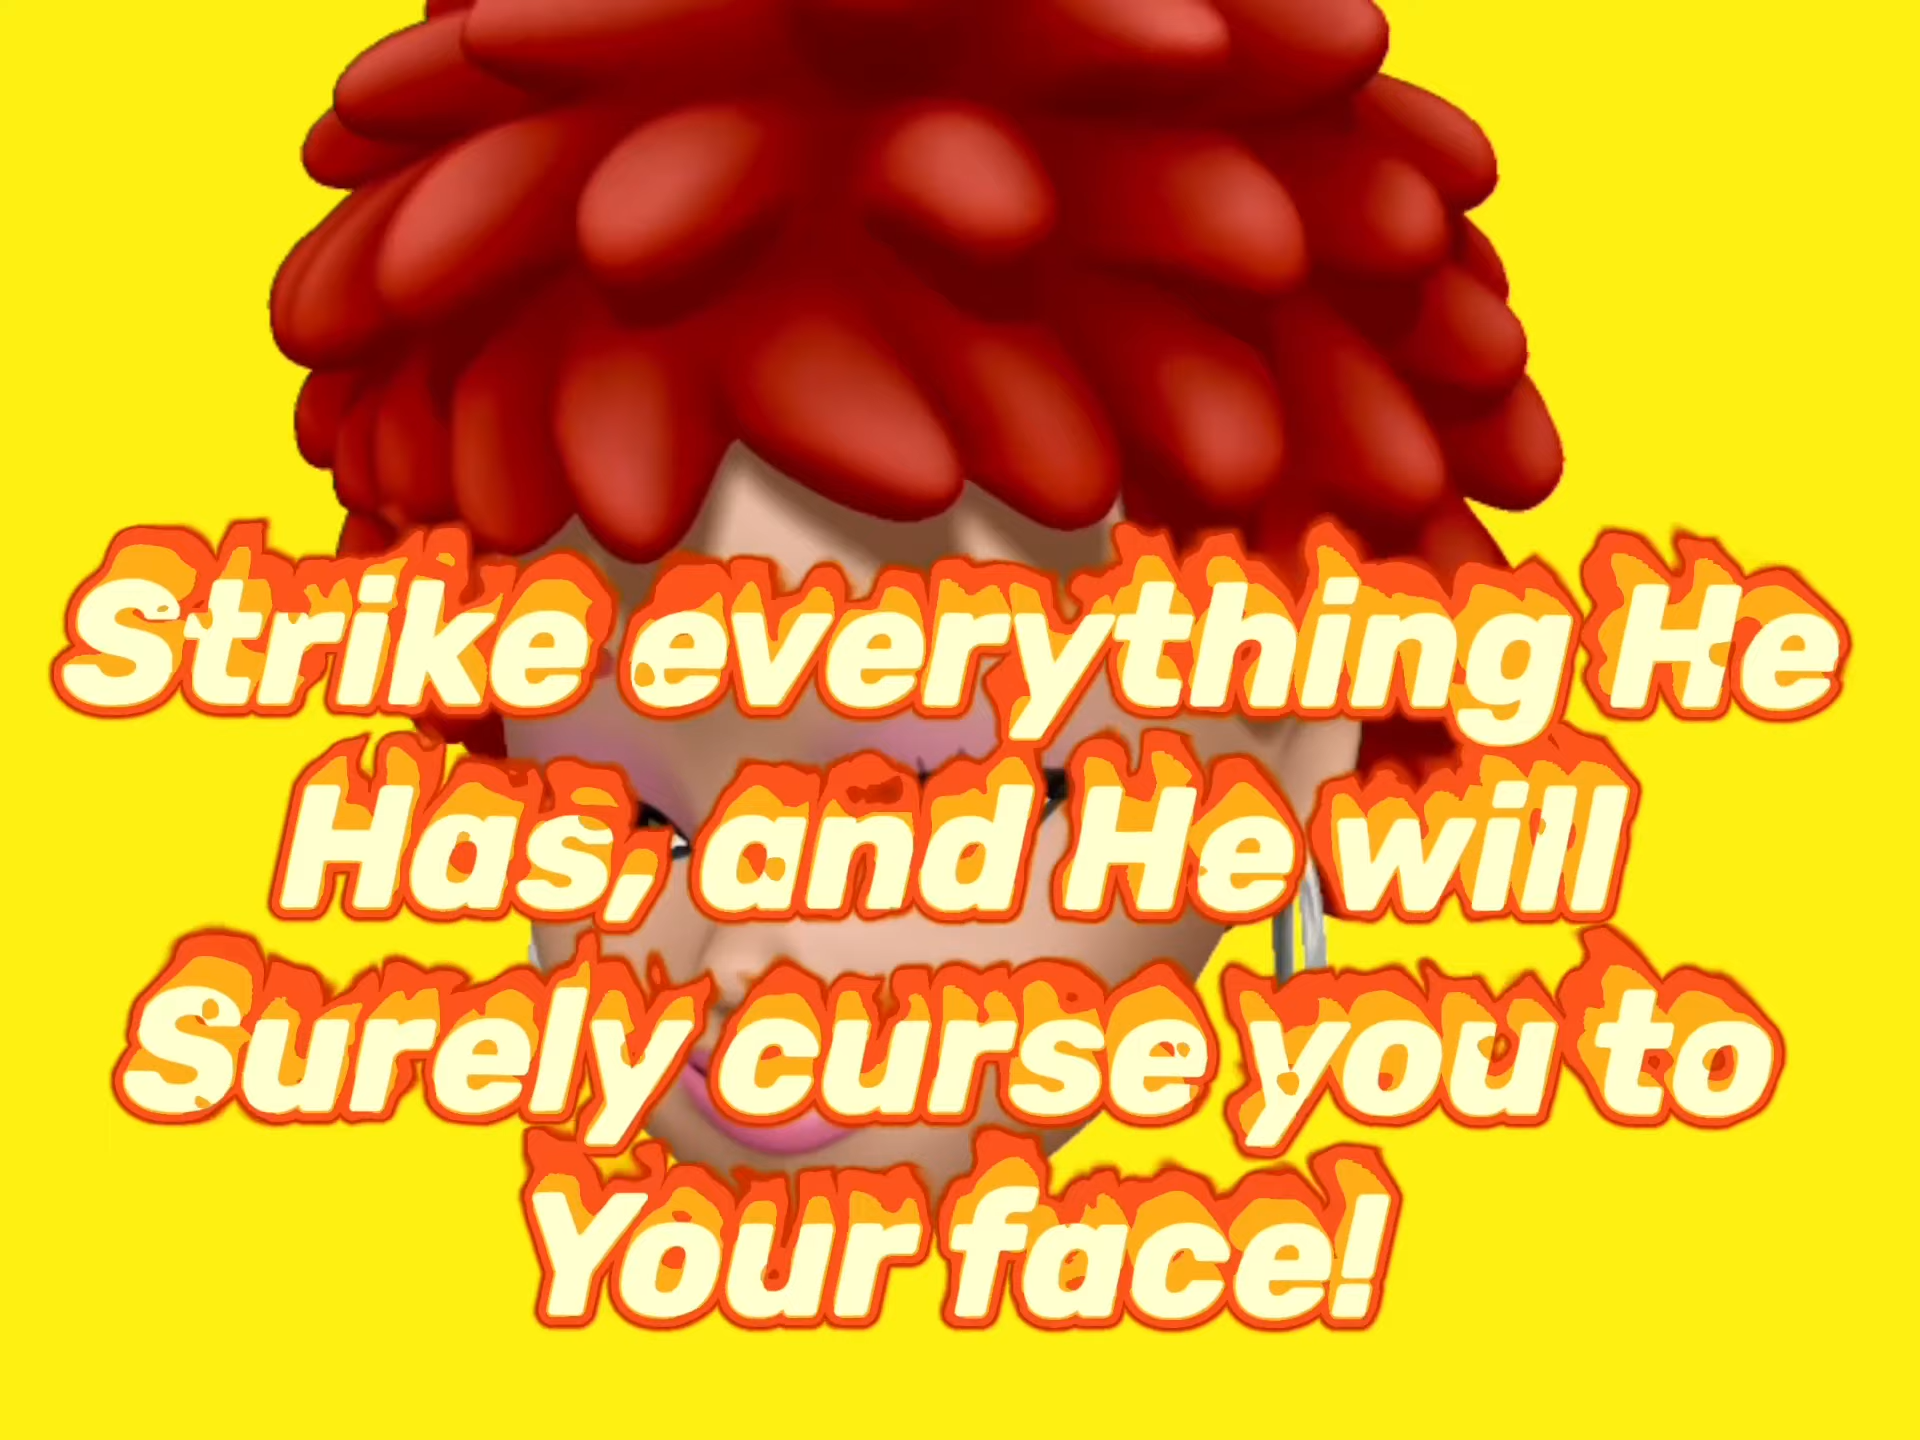 Strike everything He
Has, and He will
Surely curse you to
Your face!